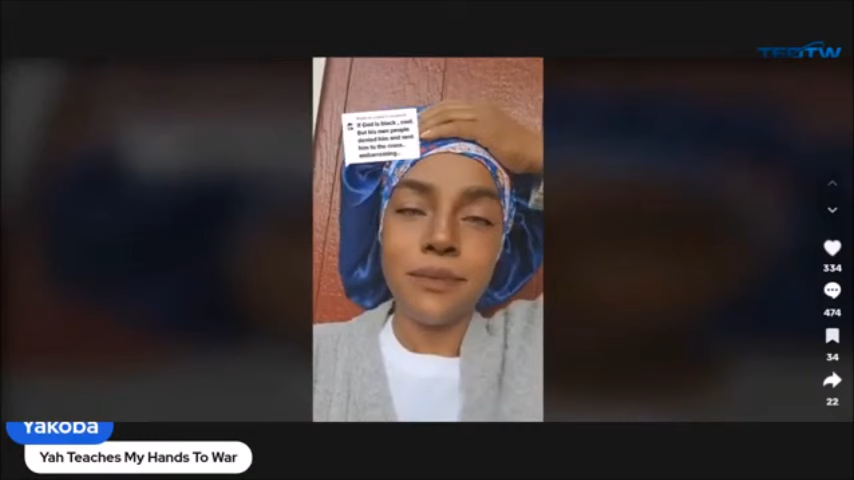 If God is black , cool.
But his own people
denied him and sent
him to the cross..
embarrassing..
334
474
34
22
Yakoba
Yah Teaches My Hands To War